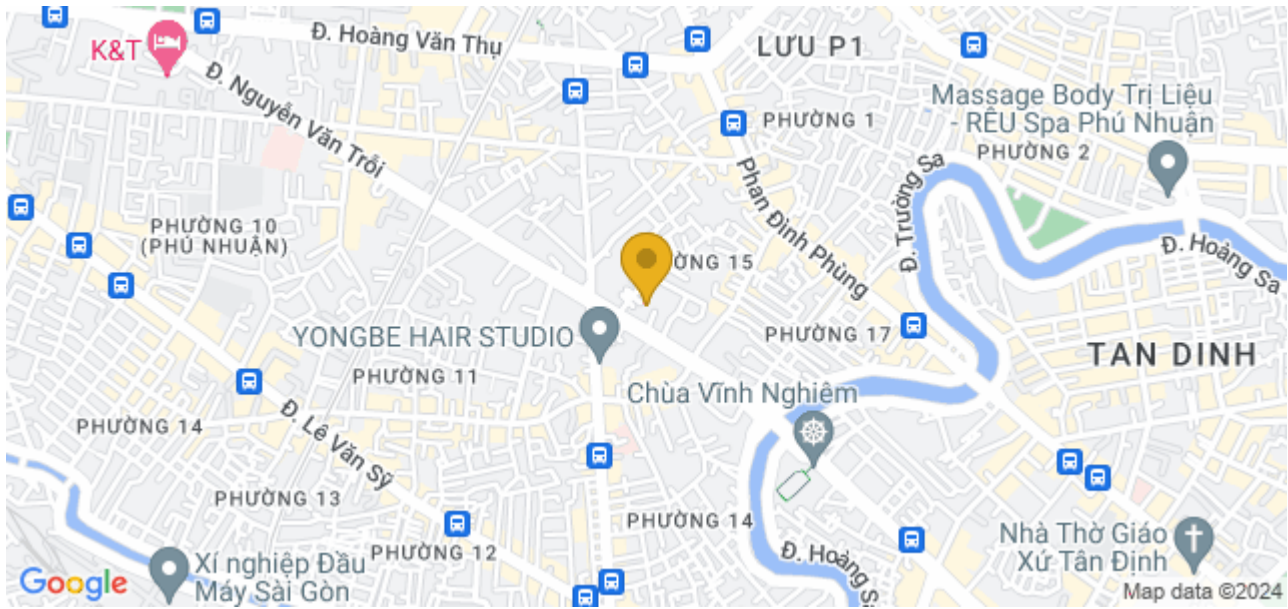 K&T
Đ. Hoàng Văn Thụ
LƯU P1
Đ. Nguyễn Văn Trỗi
Massage Body Trị Liệu
- RÊU Spa Phú Nhuận
PHƯỜNG 1
PHƯỜNG 2
Phan Đình Phùng
Đ. Trường Sa
PHƯỜNG 10
(PHÚ NHUẬN)
Đ. Hoàng Sa
ỜNG 15
YONGBE HAIR STUDIO
PHƯỜNG 17
TAN DINH
PHƯỜNG 11
Chùa Vĩnh Nghiêm
PHƯỜNG 14
Đ. Lê Văn Sỹ
PHƯỜNG 13
PHƯỜNG 14
Nhà Thờ Giáo
Xứ Tân Định
PHƯỜNG 12
Đ. Hoàng Sa
Xí nghiệp Đầu
Máy Sài Gòn
Google
Map data ©2024